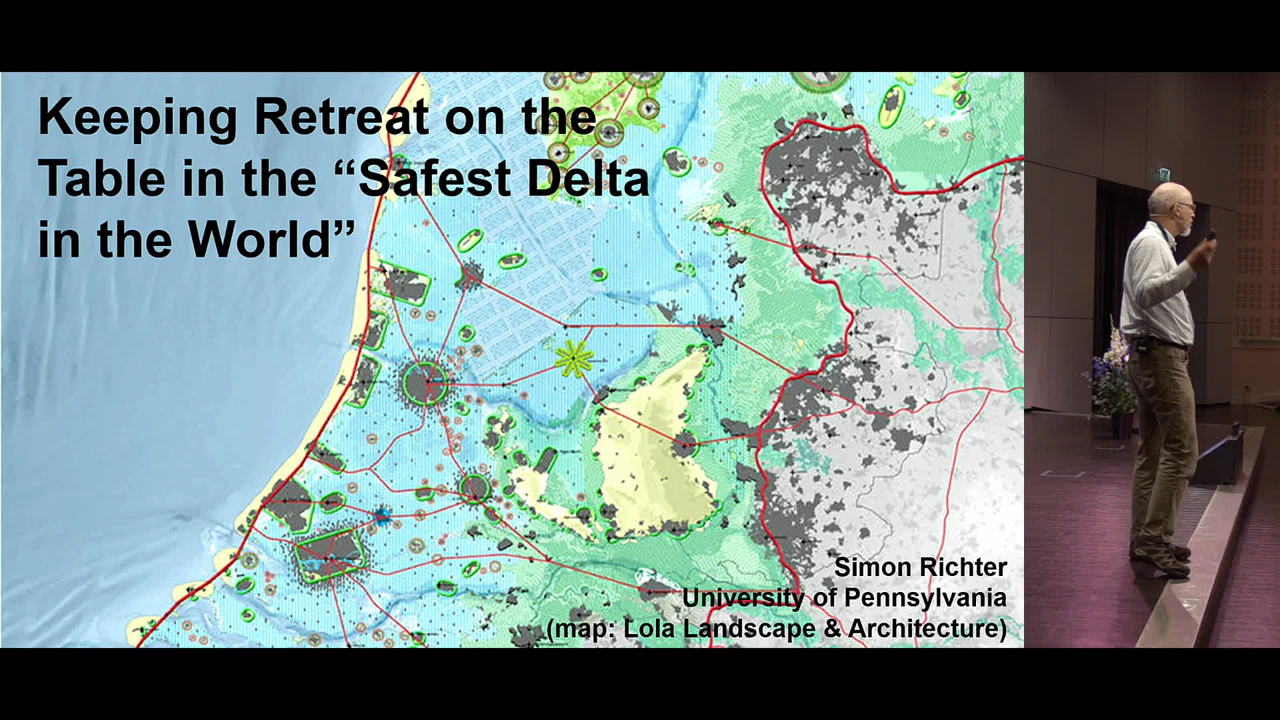 Keeping Retreat on the
Table in the “Safest Delta
in the World”
Simon Richter
University of Pennsylvania
(map: Lola Landscape & Architecture)